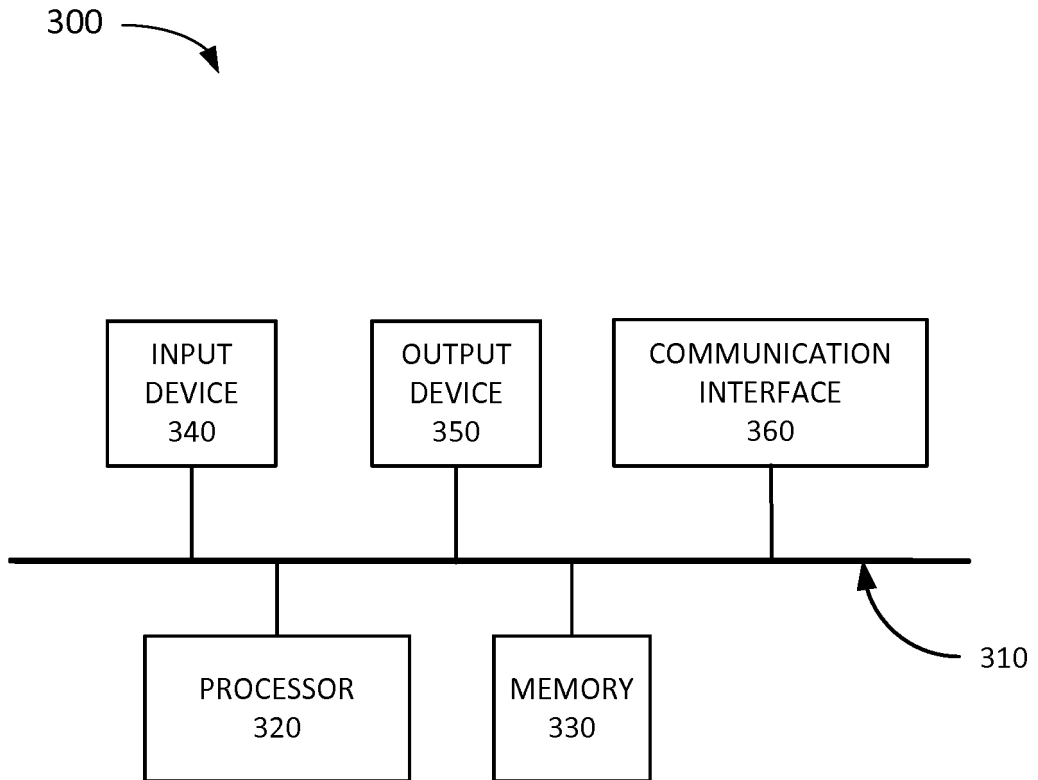 300
INPUT
DEVICE
340
OUTPUT
DEVICE
350
COMMUNICATION
INTERFACE
360
310
PROCESSOR
320
MEMORY
330